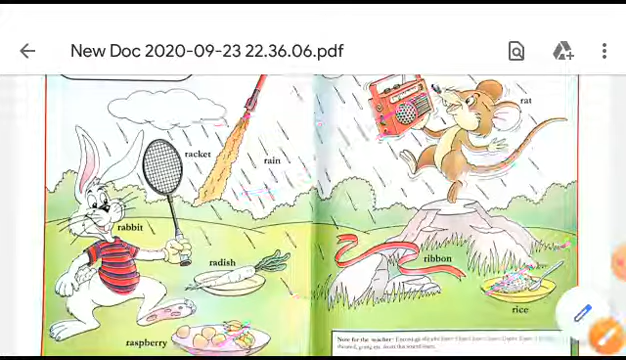 New Doc 2020-09-23 22.36.06.pdf
rat
racket
rain
rabbit
radish
ribbon
rice
raspberry
Note for the teacher: